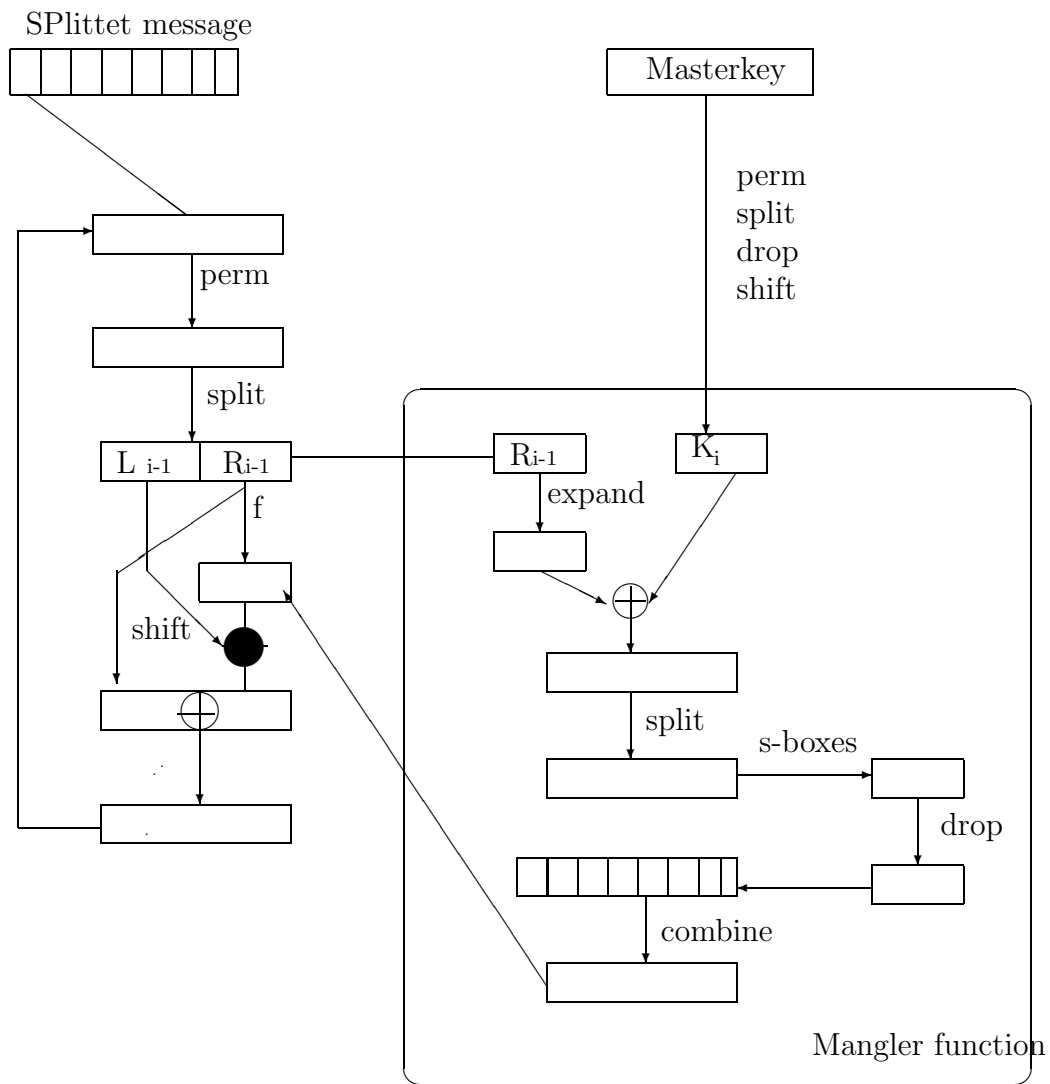 SPlittet message
Masterkey
perm
split
drop
shift
perm
split
L i-1
Ri-1
Ri-1
Ki
f
expand
shift
split
s-boxes
drop
combine
Mangler function